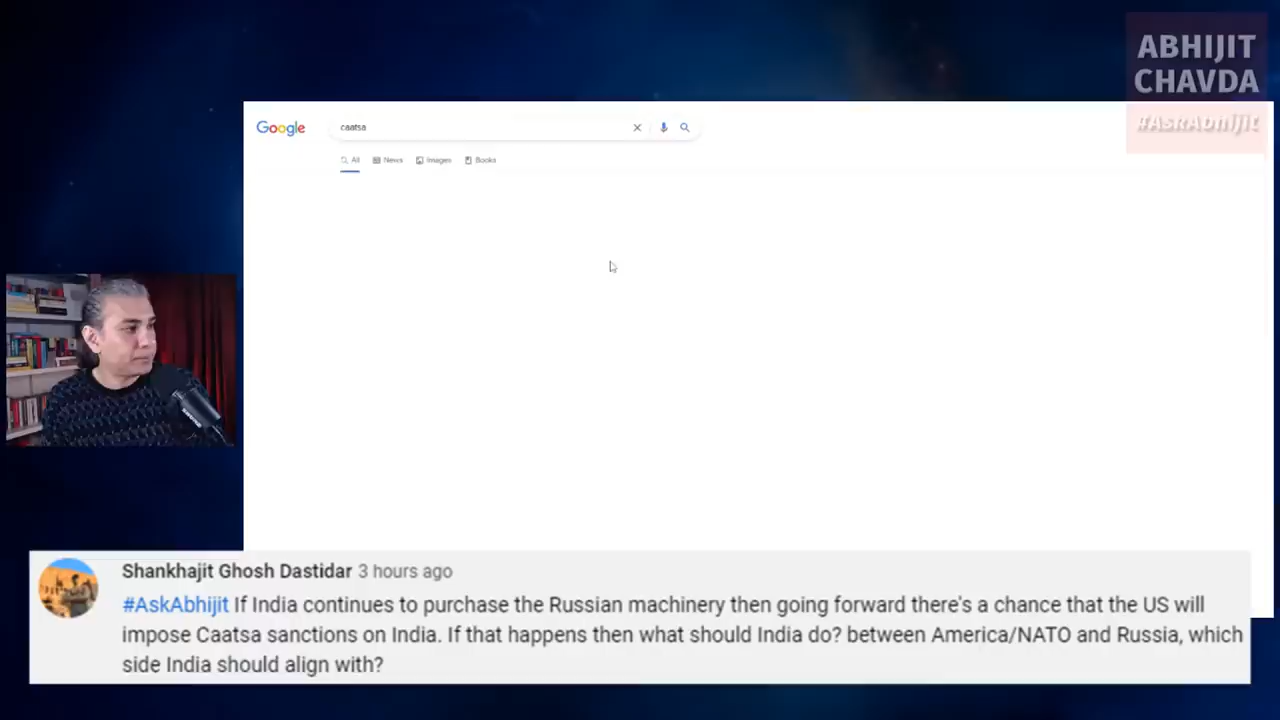 ABHIJIT
CHAVDA
#AskAbhijit
Google
caatsa
All
News
Images
Books
Shankhajit Ghosh Dastidar 3 hours ago
#AskAbhijit If India continues to purchase the Russian machinery then going forward there's a chance that the US will
impose Caatsa sanctions on India. If that happens then what should India do? between America/NATO and Russia, which
side India should align with?